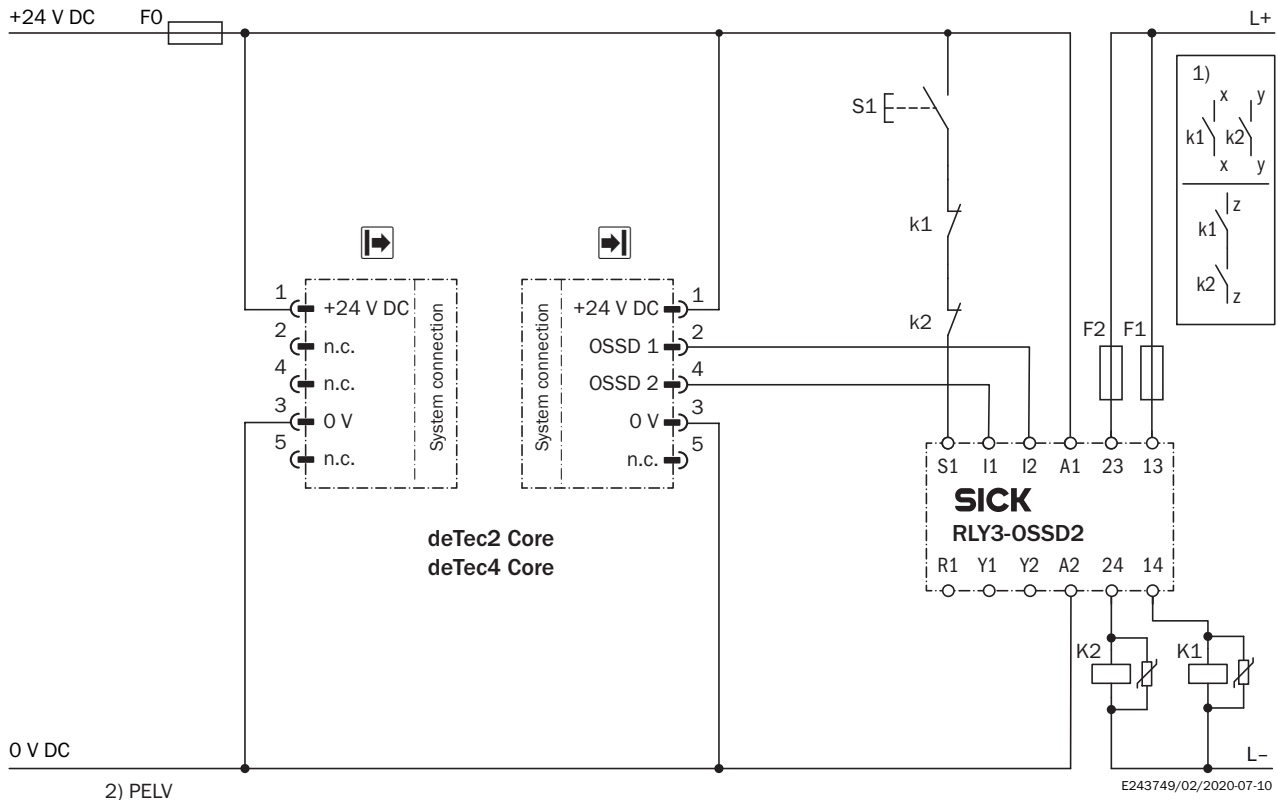 +24 V DC
F0
L+
1)
x
y
k1
k2
x
y
z
k1
k2
z
S1
k1
k2
1
+24 V DC
2
n.c.
4
n.c.
3
0 V
5
n.c.
System connection
System connection
+24 V DC
1
OSSD 1
2
OSSD 2
4
0 V
3
n.c.
5
deTec2 Core
deTec4 Core
F2
F1
S1 I1 I2 A1 23 13
SICK
RLY3-OSSD2
R1 Y1 Y2 A2 24 14
K2
K1
0 V DC
L–
2) PELV
E243749/02/2020-07-10